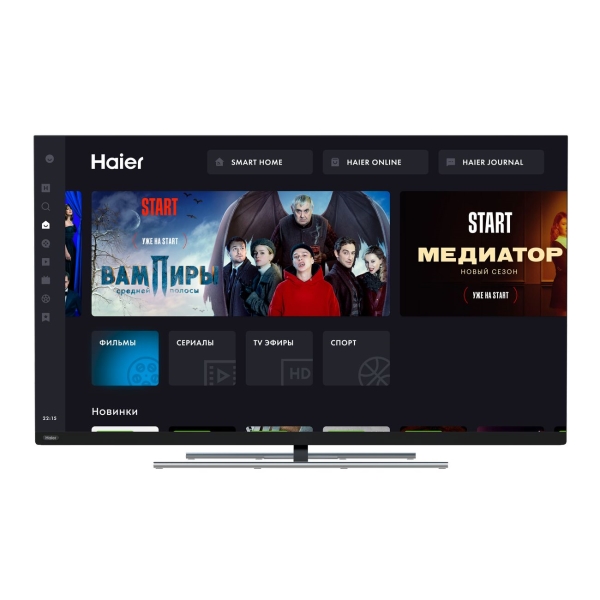 Haier
SMART HOME
HAIER ONLINE
HAIER JOURNAL
START
УЖЕ НА START
ВАМПИРЫ
средней полосы
START
МЕДИАТОР
НОВЫЙ СЕЗОН
УЖЕ НА START
ФИЛЬМЫ
СЕРИАЛЫ
TV ЭФИРЫ
HD
СПОРТ
Новинки
22:15
Haier